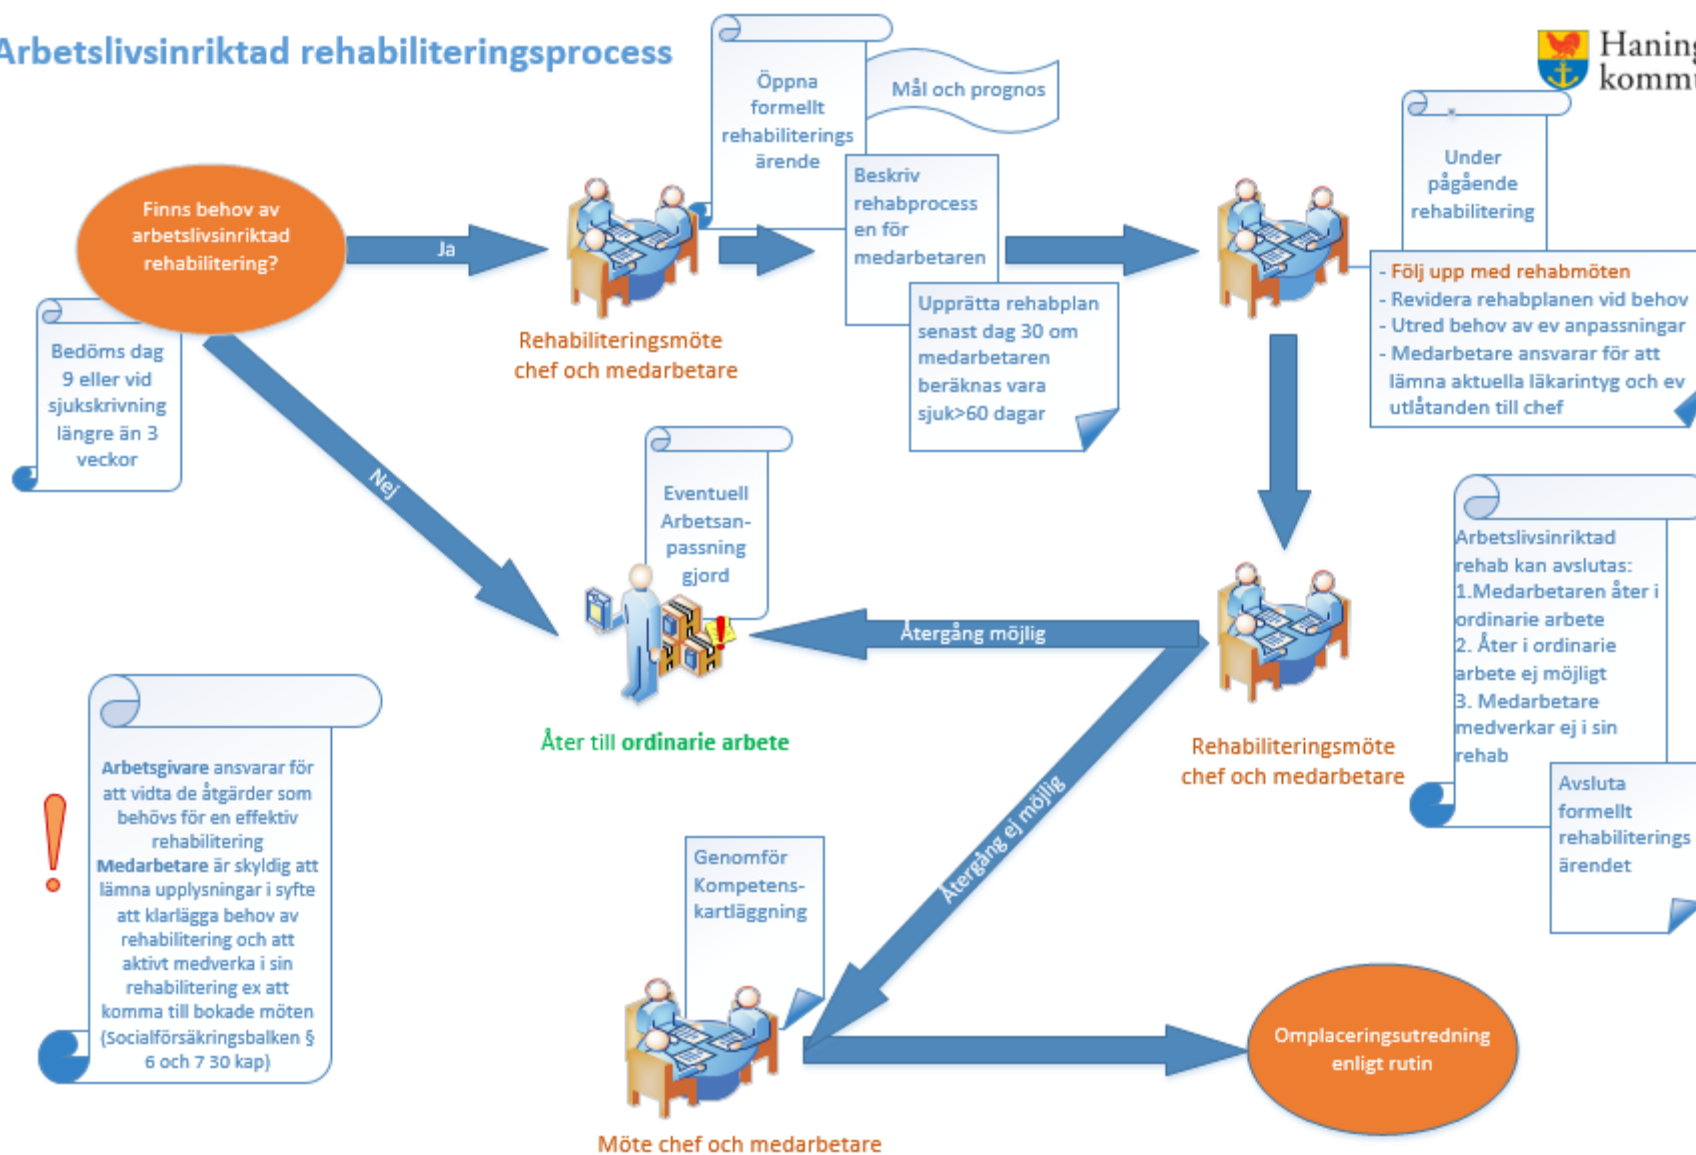 Arbetslivsinriktad rehabiliteringsprocess
Öppna
formellt
rehabiliterings
ärende
Mål och prognos
Finns behov av
arbetslivsinriktad
rehabilitering?
Ja
Rehabiliteringsmöte
chef och medarbetare
Beskriv
rehabprocess
en för
medarbetaren
Upprätta rehabplan
senast dag 30 om
medarbetaren
beräknas vara
sjuk>60 dagar
Under
pågående
rehabilitering
- Följ upp med rehabmöten
- Revidera rehabplanen vid behov
- Utred behov av ev anpassningar
- Medarbetare ansvarar för att
lämna aktuella läkarintyg och ev
utlåtanden till chef
Bedöms dag
9 eller vid
sjukskrivning
längre än 3
veckor
Nej
Eventuell
Arbetsan-
passning
gjord
Åter till ordinarie arbete
Återgång möjlig
Rehabiliteringsmöte
chef och medarbetare
Arbetslivsinriktad
rehab kan avslutas:
1.Medarbetaren åter i
ordinarie arbete
2. Åter i ordinarie
arbete ej möjligt
3. Medarbetare
medverkar ej i sin
rehab
Avsluta
formellt
rehabiliterings
ärendet
Arbetsgivare ansvarar för
att vidta de åtgärder som
behövs för en effektiv
rehabilitering
Medarbetare är skyldig att
lämna upplysningar i syfte
att klarlägga behov av
rehabilitering och att
aktivt medverka i sin
rehabilitering ex att
komma till bokade möten
(Socialförsäkringsbalken §
6 och 7 30 kap)
Återgång ej möjlig
Genomför
Kompetens-
kartläggning
Möte chef och medarbetare
Omplaceringsutredning
enligt rutin